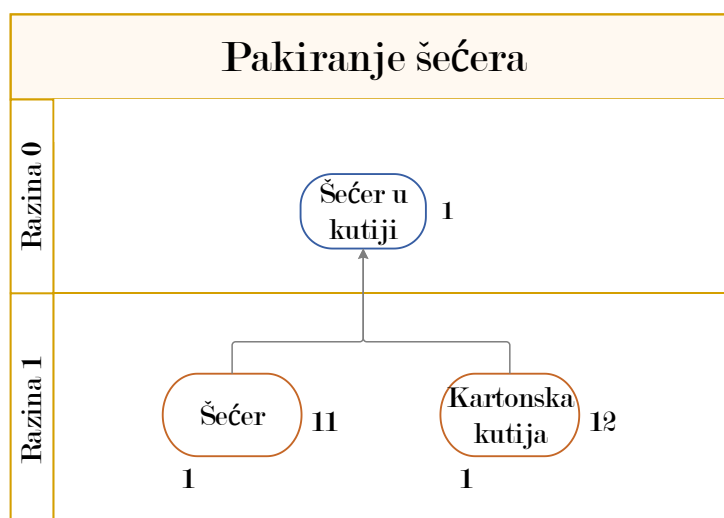 Pakiranje šećera
Razina 0
Šećer u
kutiji
1
Razina 1
Šećer
11
1
Kartonska
kutija
12
1